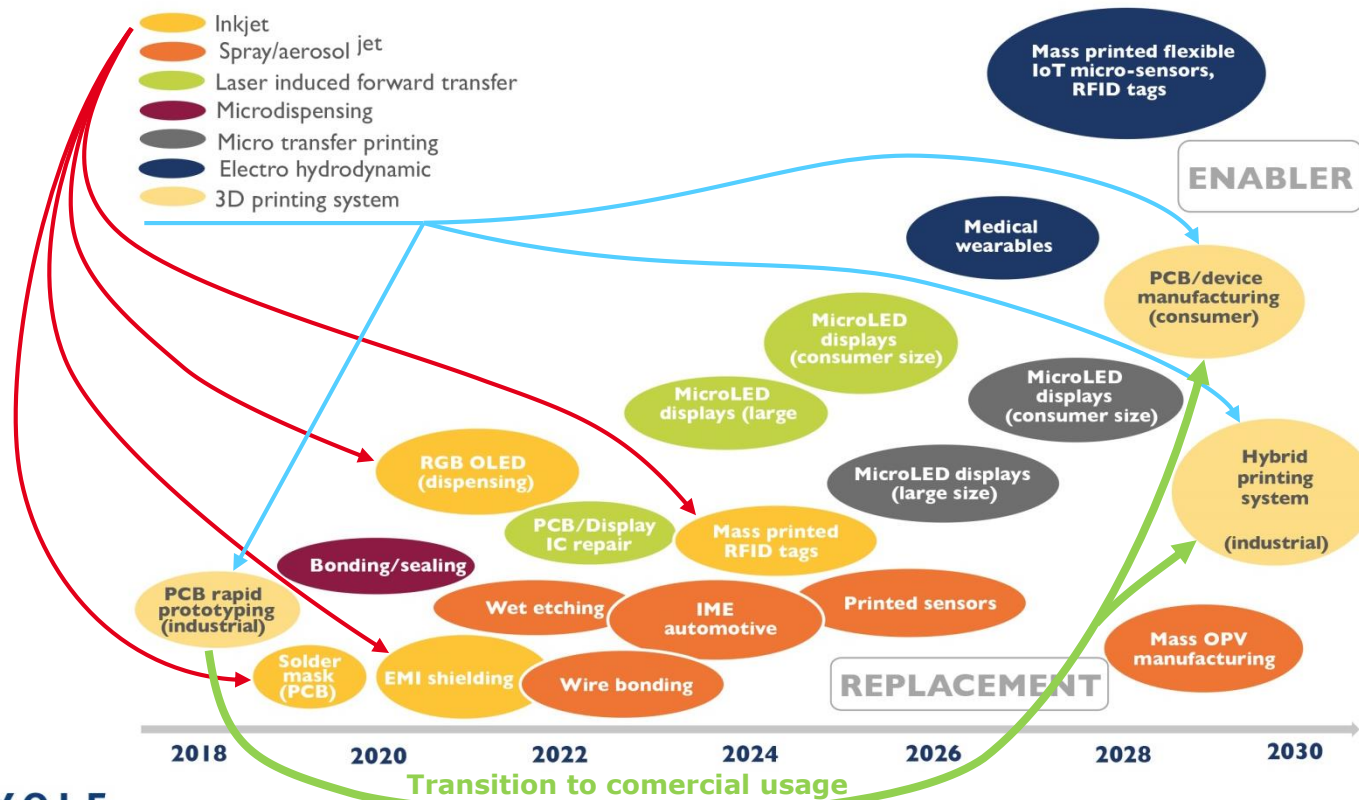 Inkjet
Spray/aerosol jet
Laser induced forward transfer
Microdispensing
Micro transfer printing
Electro hydrodynamic
3D printing system
Mass printed flexible
IoT micro-sensors,
RFID tags
ENABLER
Medical
wearables
PCB/device
manufacturing
(consumer)
MicroLED
displays
(consumer size)
MicroLED
displays (large
MicroLED
displays
(consumer size)
RGB OLED
(dispensing)
MicroLED displays
(large size)
Hybrid
printing
system
(industrial)
PCB/Display
IC repair
Mass printed
RFID tags
Bonding/sealing
PCB rapid
prototyping
(industrial)
Wet etching
IME
automotive
Printed sensors
Mass OPV
manufacturing
Solder
mask
(PCB)
EMI shielding
Wire bonding
REPLACEMENT
2018 2020 2022 2024 2026 2028 2030
Transition to comercial usage